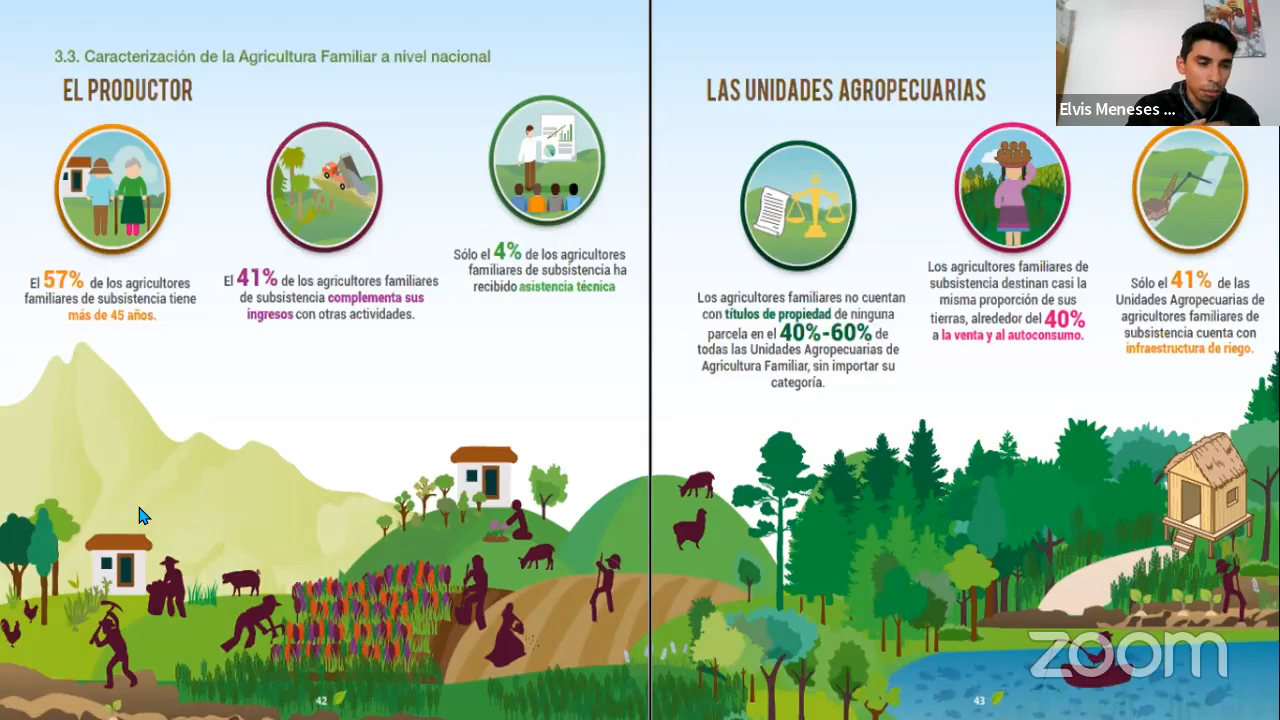 3.3. Caracterización de la Agricultura Familiar a nivel nacional
EL PRODUCTOR
El 57% de los agricultores
familiares de subsistencia tiene
más de 45 años.
El 41% de los agricultores familiares
de subsistencia complementa sus
ingresos con otras actividades.
Sólo el 4% de los agricultores
familiares de subsistencia ha
recibido asistencia técnica
42
LAS UNIDADES AGROPECUARIAS
Los agricultores familiares no cuentan
con títulos de propiedad de ninguna
parcela en el 40%-60% de
todas las Unidades Agropecuarias de
Agricultura Familiar, sin importar su
categoría.
Los agricultores familiares de
subsistencia destinan casi la
misma proporción de sus
tierras, alrededor del 40%
a la venta y al autoconsumo.
Sólo el 41% de las
Unidades Agropecuarias de
agricultores familiares de
subsistencia cuenta con
infraestructura de riego.
43
Elvis Meneses ...
zoom